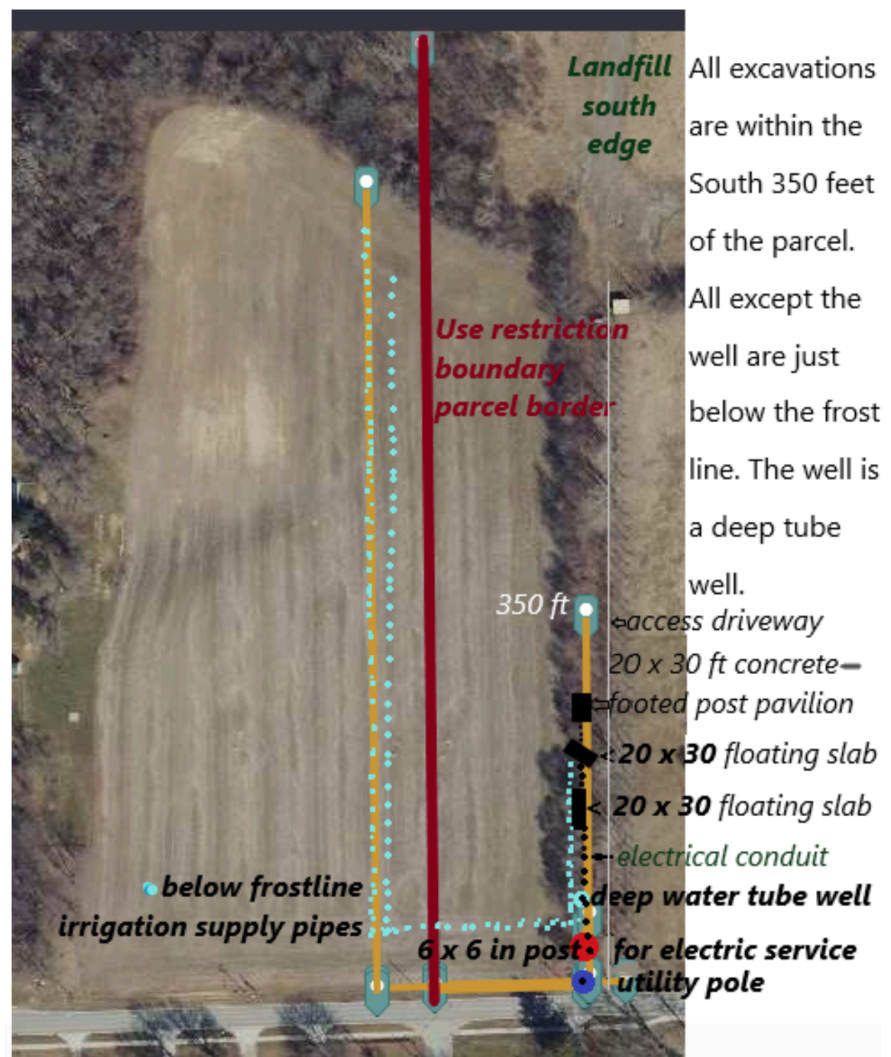 Landfill
south
edge
All excavations
are within the
South 350 feet
of the parcel.
All except the
well are just
below the frost
line. The well is
a deep tube
well.
Use restriction
boundary
parcel border
350 ft
⇦access driveway
20 x 30 ft concrete
⇦footed post pavilion
<20 x 30 floating slab
< 20 x 30 floating slab
electrical conduit
deep water tube well
below frostline
irrigation supply pipes
6 x 6 in post for electric service
utility pole